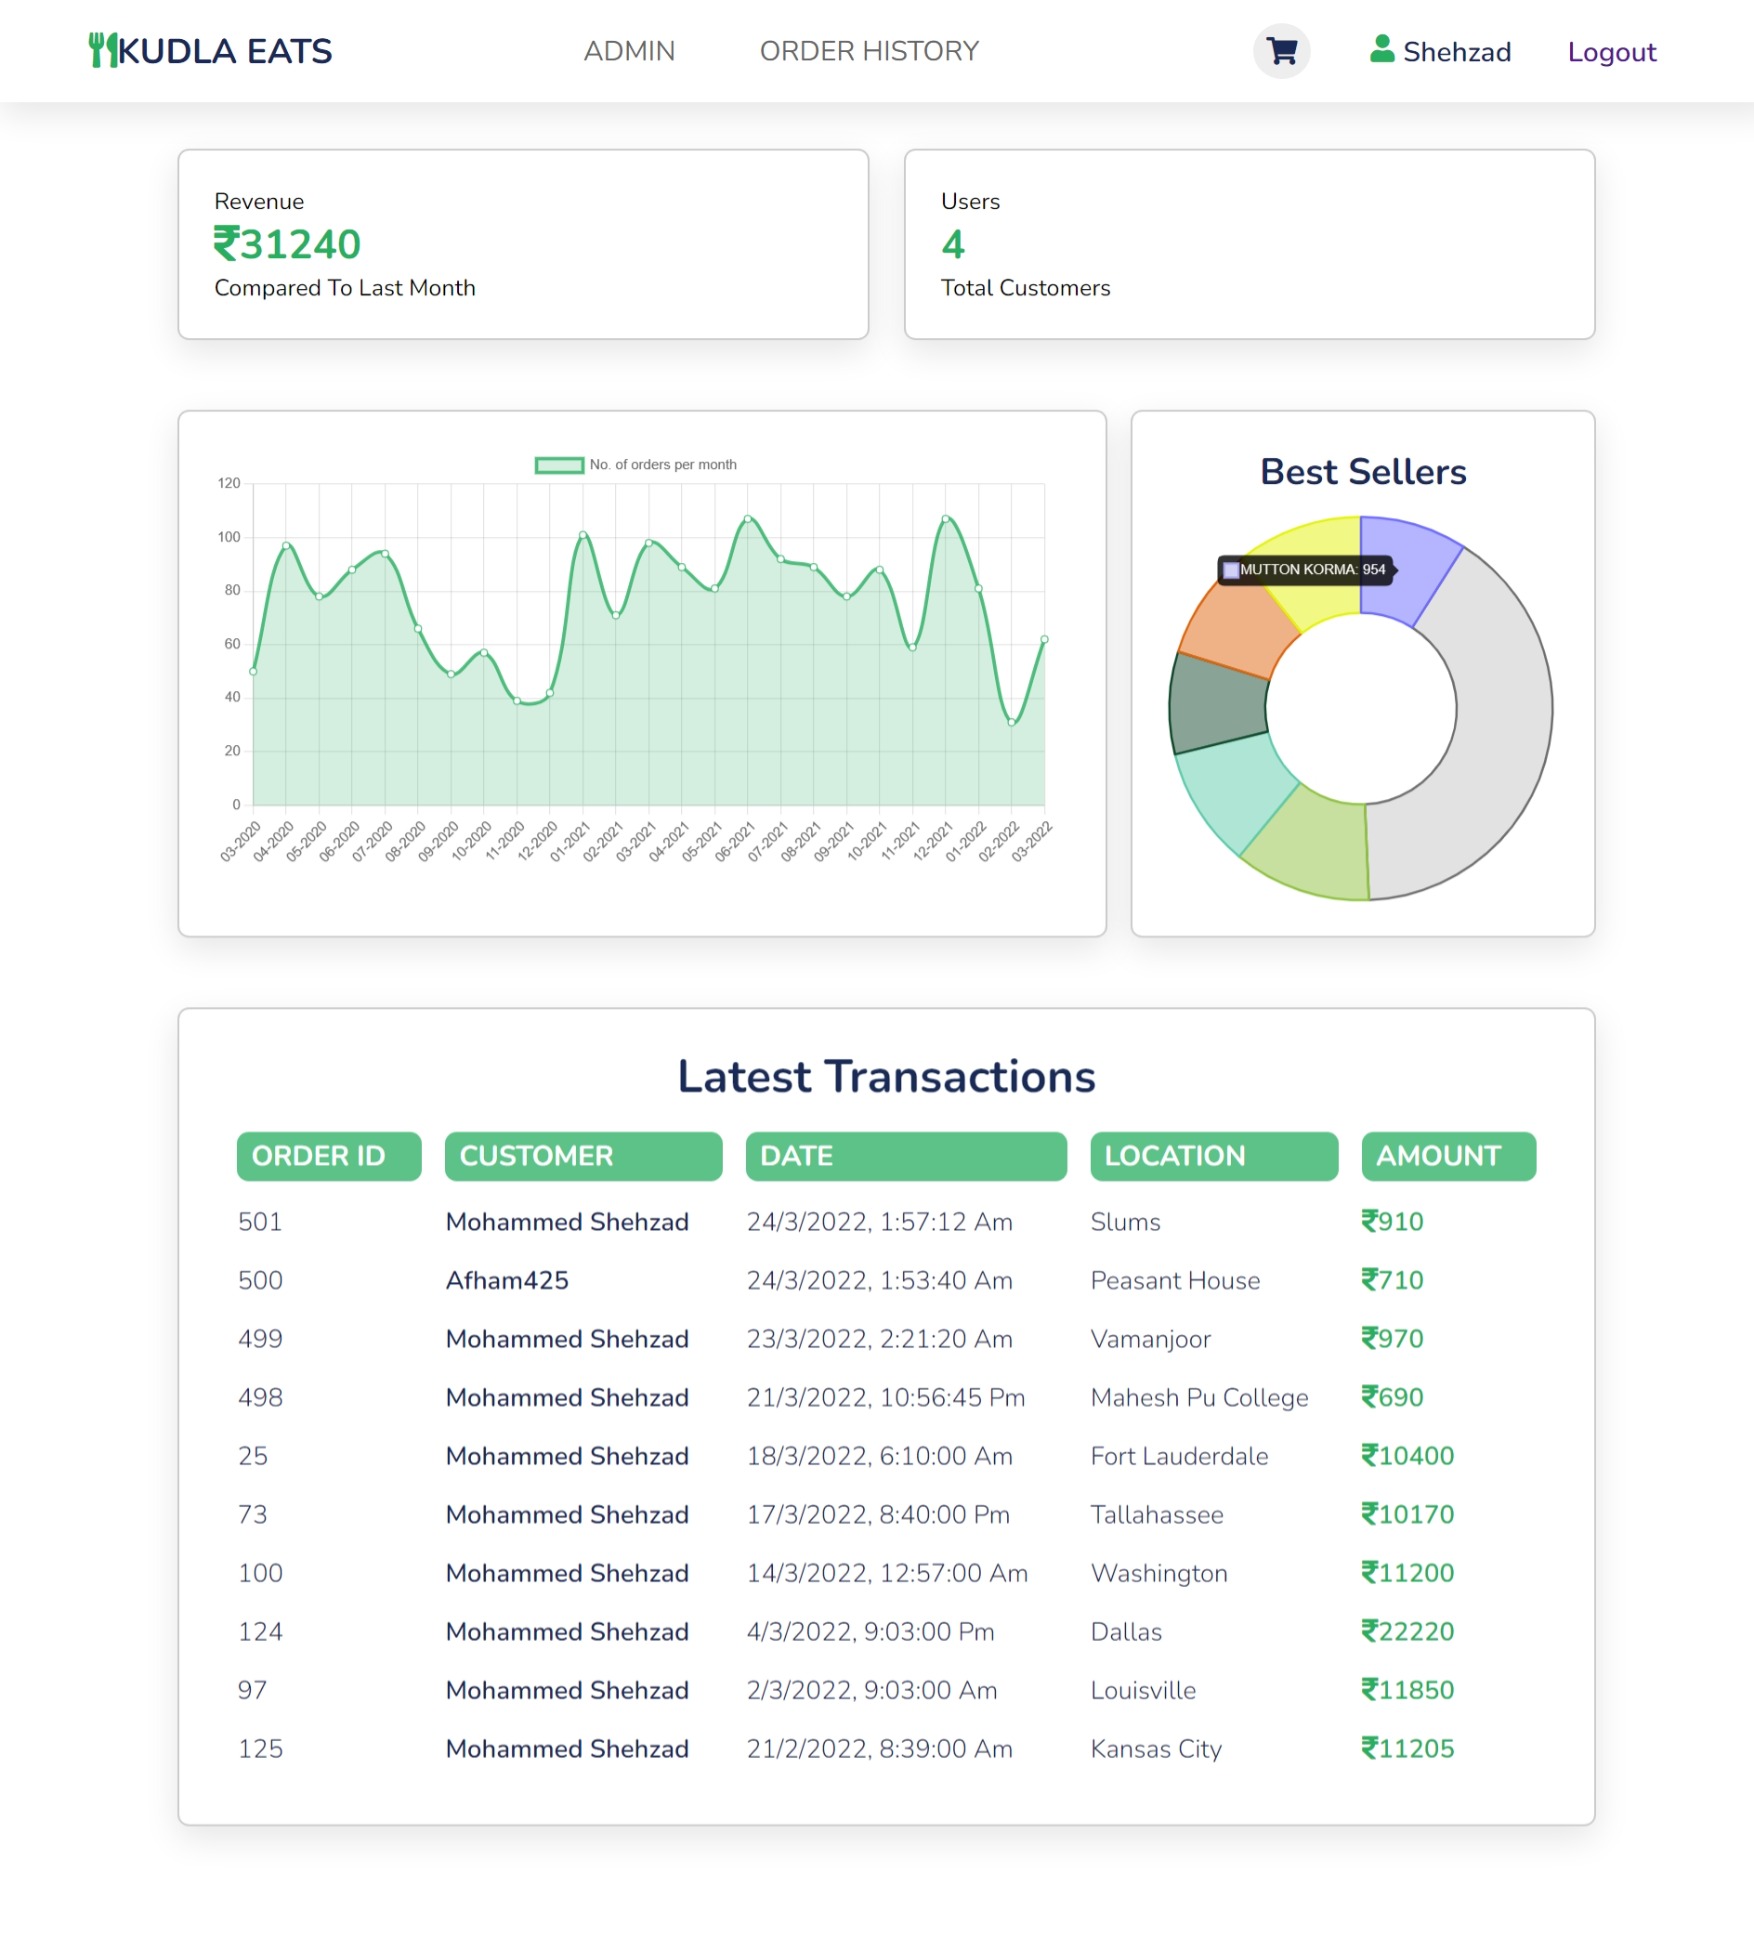 KUDLA EATS ADMIN ORDER HISTORY Shehzad Logout
Revenue
₹31240
Compared To Last Month
Users
4
Total Customers
No. of orders per month
120
100
80
60
40
20
0
03-2020 04-2020 05-2020 06-2020 07-2020 08-2020 09-2020 10-2020 11-2020 12-2020 01-2021 02-2021 03-2021 04-2021 05-2021 06-2021 07-2021 08-2021 09-2021 10-2021 11-2021 12-2021 01-2022 02-2022 03-2022
Best Sellers
MUTTON KORMA: 954
Latest Transactions
ORDER ID CUSTOMER DATE LOCATION AMOUNT
501 Mohammed Shehzad 24/3/2022, 1:57:12 Am Slums ₹910
500 Afham425 24/3/2022, 1:53:40 Am Peasant House ₹710
499 Mohammed Shehzad 23/3/2022, 2:21:20 Am Vamanjoor ₹970
498 Mohammed Shehzad 21/3/2022, 10:56:45 Pm Mahesh Pu College ₹690
25 Mohammed Shehzad 18/3/2022, 6:10:00 Am Fort Lauderdale ₹10400
73 Mohammed Shehzad 17/3/2022, 8:40:00 Pm Tallahassee ₹10170
100 Mohammed Shehzad 14/3/2022, 12:57:00 Am Washington ₹11200
124 Mohammed Shehzad 4/3/2022, 9:03:00 Pm Dallas ₹22220
97 Mohammed Shehzad 2/3/2022, 9:03:00 Am Louisville ₹11850
125 Mohammed Shehzad 21/2/2022, 8:39:00 Am Kansas City ₹11205